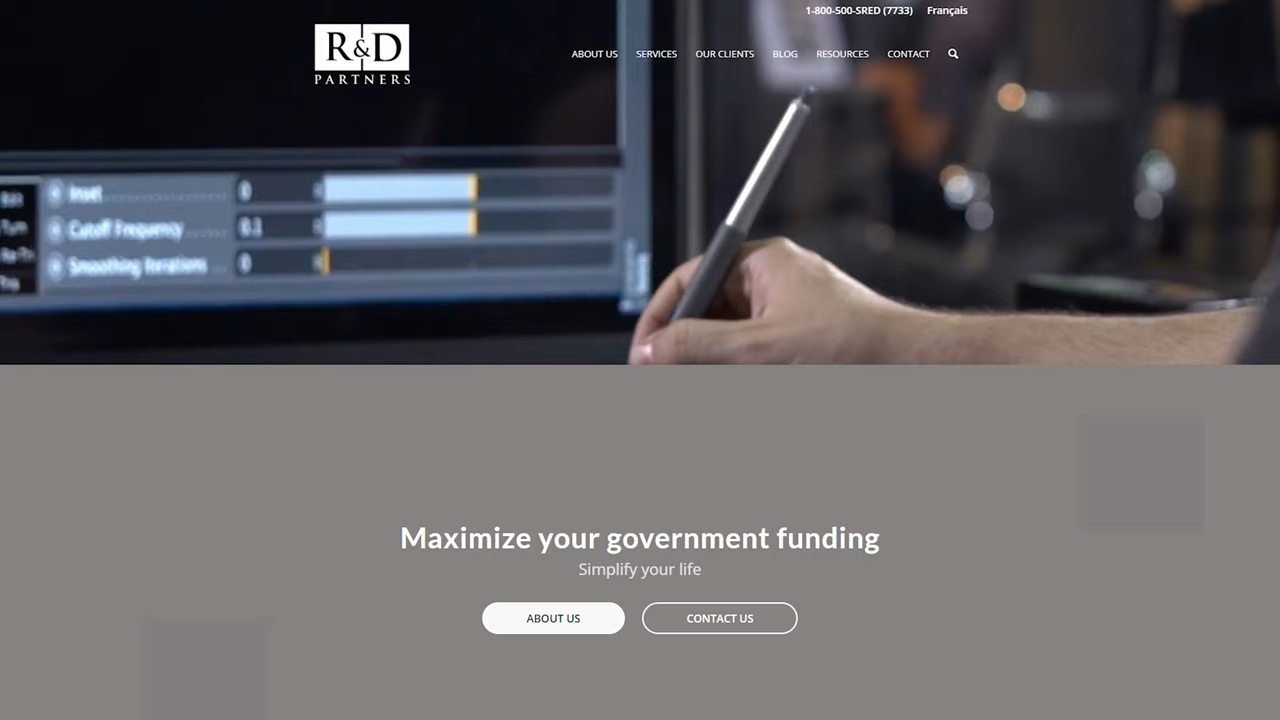 1-800-500-SRED (7733) Français
R&D
PARTNERS
ABOUT US SERVICES OUR CLIENTS BLOG RESOURCES CONTACT
Inset 0
Cutoff Frequency 0.1
Smoothing Iterations 0
Maximize your government funding
Simplify your life
ABOUT US CONTACT US